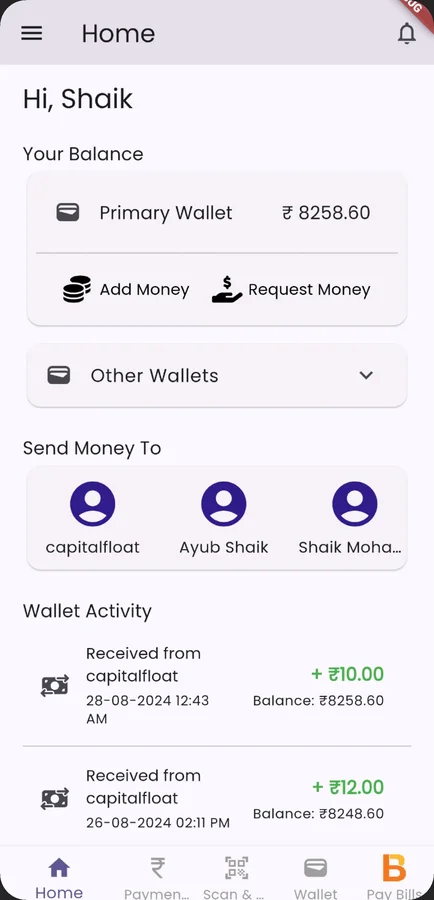 UG
Home
Hi, Shaik
Your Balance
Primary Wallet ₹ 8258.60
Add Money Request Money
Other Wallets
Send Money To
capitalfloat Ayub Shaik Shaik Moha...
Wallet Activity
Received from
capitalfloat
+ ₹10.00
28-08-2024 12:43
AM
Balance: ₹8258.60
Received from
capitalfloat
+ ₹12.00
26-08-2024 02:11 PM
Balance: ₹8248.60
Home Paymen... Scan & ... Wallet Pay Bills